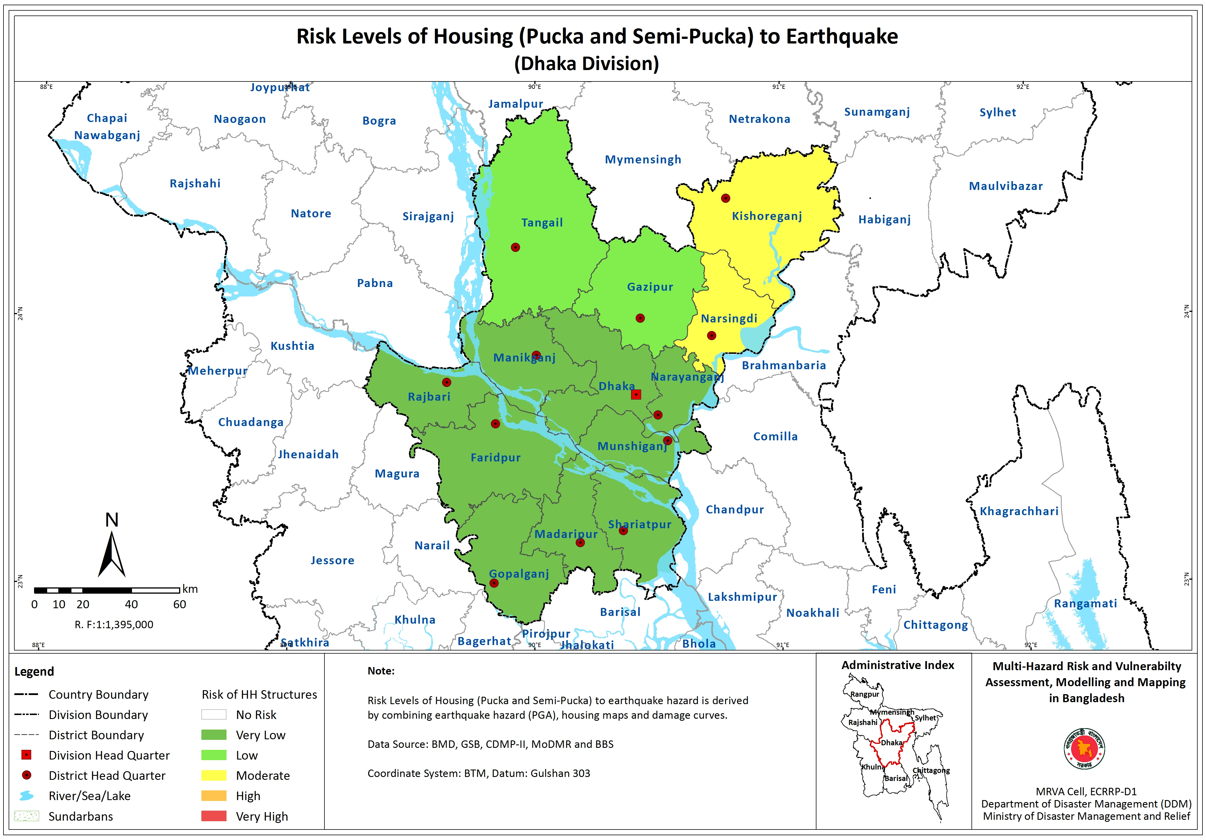 Risk Levels of Housing (Pucka and Semi-Pucka) to Earthquake
(Dhaka Division)
88°E
90°E
91°E
92°E
Joypurhat
Jamalpur
Chapai
Nawabganj
Naogaon
Bogra
Netrakona
Sunamganj
Sylhet
Mymensingh
Rajshahi
Maulvibazar
Natore
Sirajganj
Tangail
Kishoreganj
Habiganj
Pabna
Gazipur
24°N
24°N
Narsingdi
Kushtia
Manikganj
Meherpur
Brahmanbaria
Narayanganj
Dhaka
Rajbari
Chuadanga
Comilla
Jhenaidah
Munshiganj
Faridpur
Magura
Chandpur
Khagrachhari
Shariatpur
Madaripur
N
Narail
Jessore
Gopalganj
23°N
23°N
km
0 10 20 40 60
Feni
Lakshmipur
Rangamati
Barisal
Noakhali
Khulna
Chittagong
R. F:1:1,395,000
Pirojpur
Satkhira
Bagerhat
Jhalokati
Bhola
88°E
90°E
91°E
92°E
Legend
Country Boundary
Division Boundary
District Boundary
Division Head Quarter
District Head Quarter
River/Sea/Lake
Sundarbans
Risk of HH Structures
No Risk
Very Low
Low
Moderate
High
Very High
Note:
Risk Levels of Housing (Pucka and Semi-Pucka) to earthquake hazard is derived
by combining earthquake hazard (PGA), housing maps and damage curves.
Data Source: BMD, GSB, CDMP-II, MoDMR and BBS
Coordinate System: BTM, Datum: Gulshan 303
Administrative Index
Rangpur
Mymensingh
Rajshahi
Sylhet
Dhaka
Khulna
Chittagong
Barisal
Multi-Hazard Risk and Vulnerabilty
Assessment, Modelling and Mapping
in Bangladesh
MRVA Cell, ECRRP-D1
Department of Disaster Management (DDM)
Ministry of Disaster Management and Relief